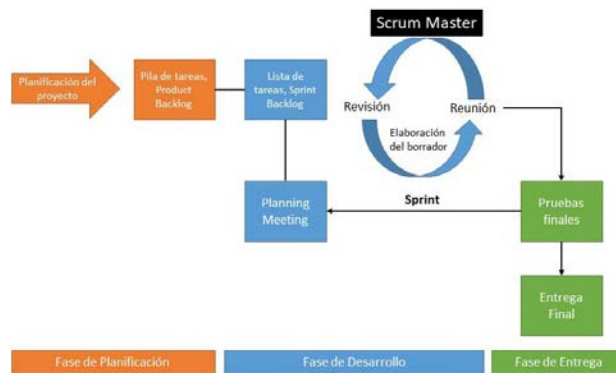 Scrum Master
Planificación del
proyecto
Pila de tareas,
Product
Backlog
Lista de
tareas, Sprint
Backlog
Revisión
Reunión
Elaboración
del borrador
Planning
Meeting
Sprint
Pruebas
finales
Entrega
Final
Fase de Planificación
Fase de Desarrollo
Fase de Entrega